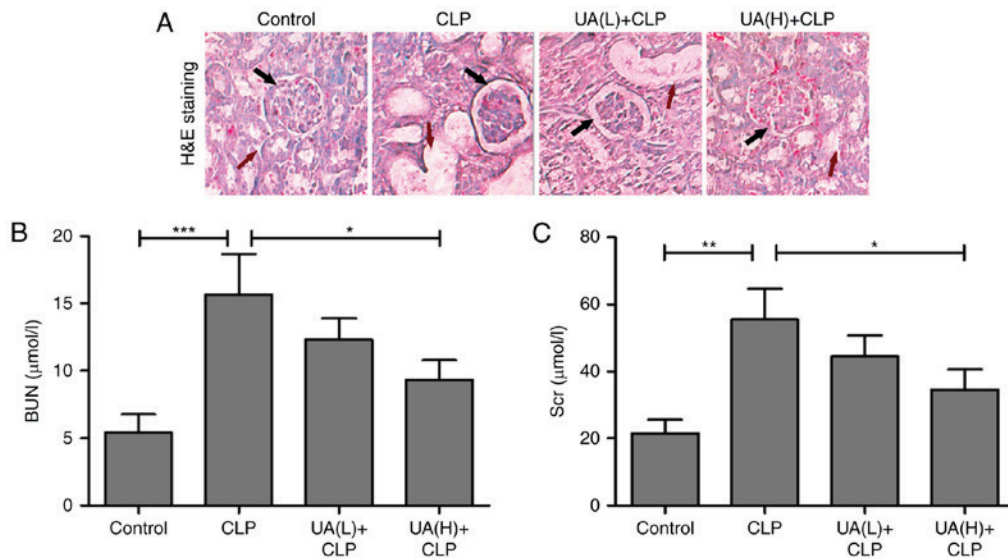 A
Control CLP UA(L)+CLP UA(H)+CLP
H&E staining
B
BUN (μmol/l)
20
15
10
5
0
***
*
Control CLP UA(L)+ UA(H)+
CLP CLP
C
Scr (μmol/l)
80
60
40
20
0
**
*
Control CLP UA(L)+ UA(H)+
CLP CLP